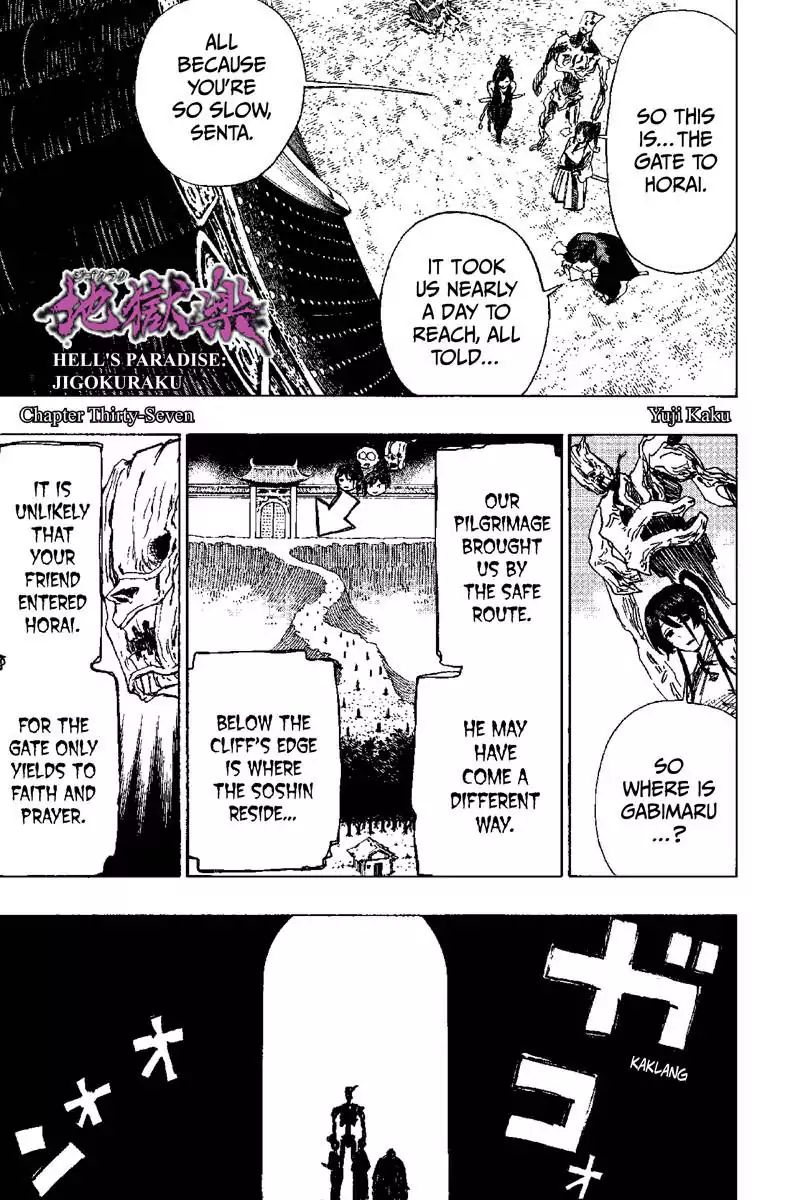 SO THIS
IS...THE
GATE TO
HORAI.
IT TOOK
US NEARLY
A DAY TO
REACH, ALL
TOLD...
ALL
BECAUSE
YOU'RE
SO SLOW,
SENTA.
地獄楽
HELL'S PARADISE:
JIGOKURAKU
Chapter Thirty-Seven
Yuji Kaku
SO
WHERE IS
GABIMARU
...?
OUR
PILGRIMAGE
BROUGHT
US BY
THE SAFE
ROUTE.
HE MAY
HAVE
COME A
DIFFERENT
WAY.
BELOW THE
CLIFF'S EDGE
IS WHERE
THE SOSHIN
RESIDE...
IT IS
UNLIKELY
THAT
YOUR
FRIEND
ENTERED
HORAI.
FOR THE
GATE ONLY
YIELDS TO
FAITH AND
PRAYER.
ガコ
KAKLANG